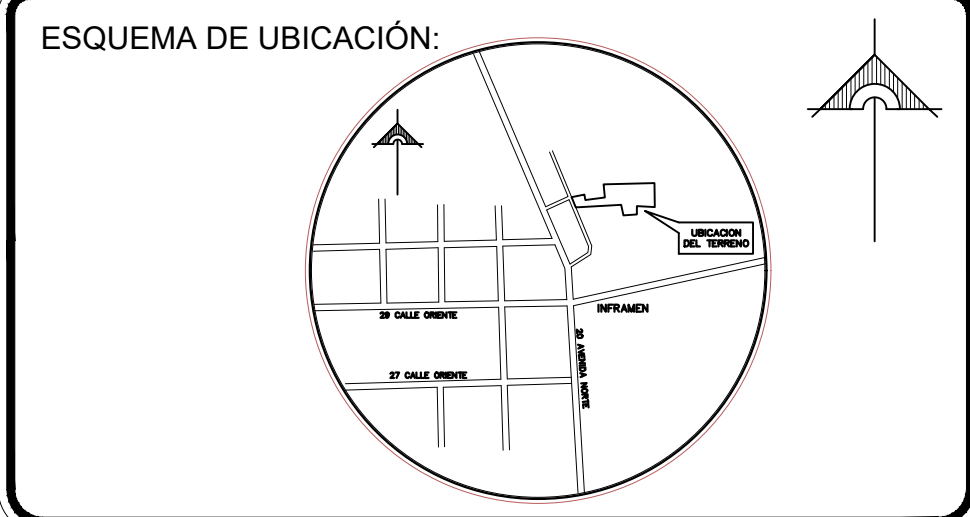 ESQUEMA DE UBICACIÓN:
UBICACION
DEL TERRENO
INFRAMEN
29 CALLE ORIENTE
20 AVENIDA NORTE
27 CALLE ORIENTE